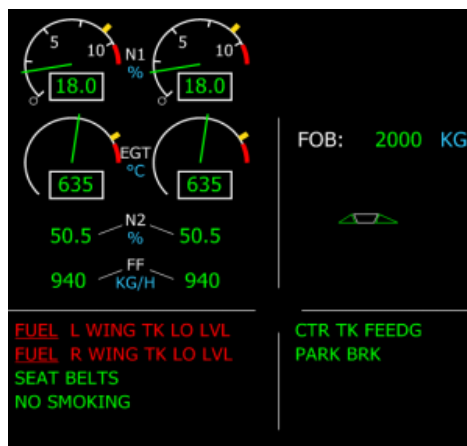 5 10 N1 5 10
%
18.0 18.0
EGT
°C
635 635
FOB: 2000 KG
N2
50.5 % 50.5
FF
940 KG/H 940
FUEL L WING TK LO LVL
FUEL R WING TK LO LVL
SEAT BELTS
NO SMOKING
CTR TK FEEDG
PARK BRK